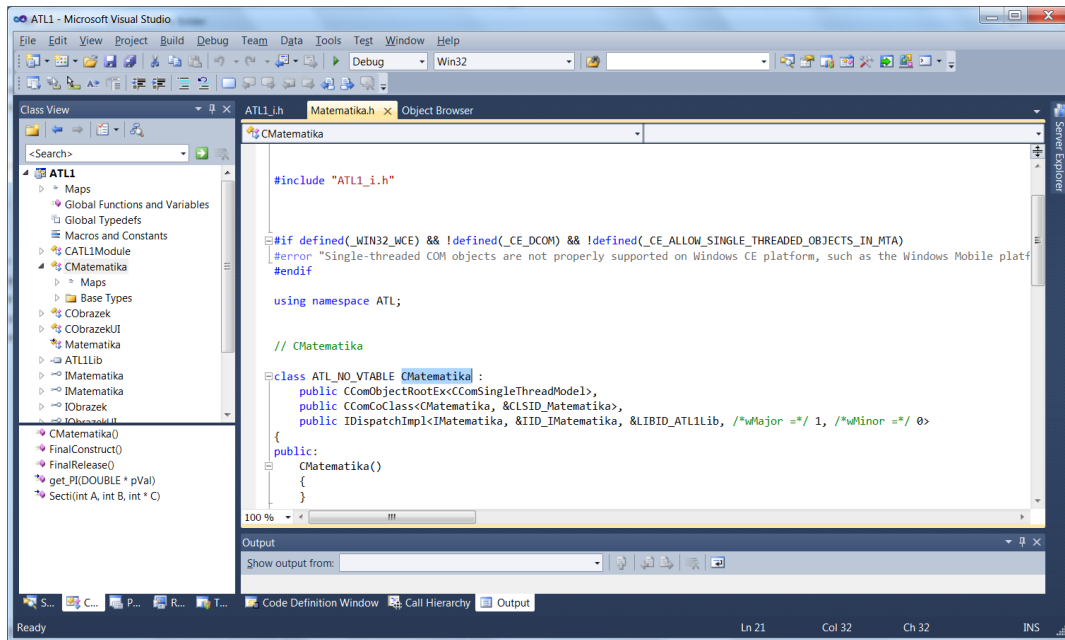 ATL1 - Microsoft Visual Studio
File Edit View Project Build Debug Team Data Tools Test Window Help
Debug Win32
Class View
ATL1_i.h Matematika.h Object Browser
CMatematika
<Search>
ATL1
Maps
Global Functions and Variables
Global Typedefs
Macros and Constants
CATL1Module
CMatematika
Maps
Base Types
CObrazek
CObrazekUI
Matematika
ATL1Lib
IMatematika
IMatematika
IObrazek
IObrazekUI
CMatematika()
FinalConstruct()
FinalRelease()
get_PI(DOUBLE * pVal)
Secti(int A, int B, int * C)
#include "ATL1_i.h"
#if defined(_WIN32_WCE) && !defined(_CE_DCOM) && !defined(_CE_ALLOW_SINGLE_THREADED_OBJECTS_IN_MTA)
#error "Single-threaded COM objects are not properly supported on Windows CE platform, such as the Windows Mobile platf
#endif
using namespace ATL;
// CMatematika
class ATL_NO_VTABLE CMatematika :
public CComObjectRootEx<CComSingleThreadModel>,
public CComCoClass<CMatematika, &CLSID_Matematika>,
public IDispatchImpl<IMatematika, &IID_IMatematika, &LIBID_ATL1Lib, /*wMajor =*/ 1, /*wMinor =*/ 0>
{
public:
CMatematika()
{
}
100 %
Output
Show output from:
S... C... P... R... T... Code Definition Window Call Hierarchy Output
Ready Ln 21 Col 32 Ch 32 INS
Server Explorer